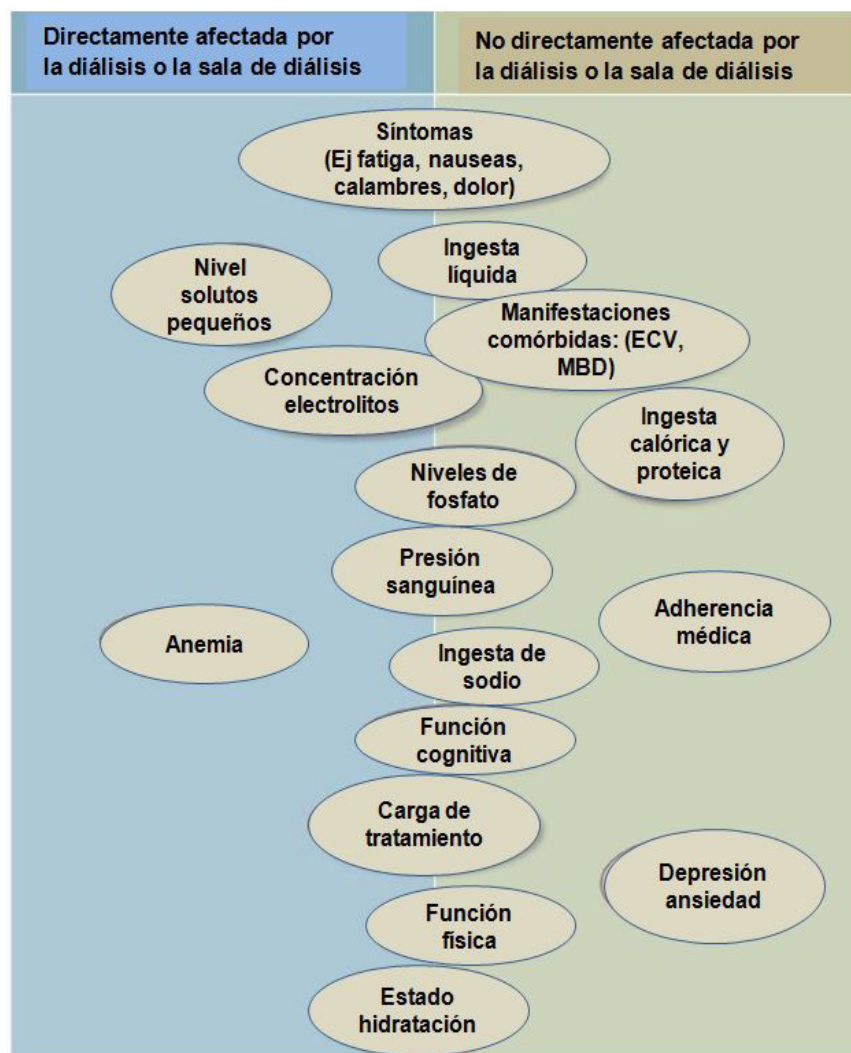 Directamente afectada por
la diálisis o la sala de diálisis
No directamente afectada por
la diálisis o la sala de diálisis
Síntomas
(Ej fatiga, nauseas,
calambres, dolor)
Ingesta
líquida
Nivel
solutos
pequeños
Manifestaciones
comórbidas: (ECV,
MBD)
Concentración
electrolitos
Ingesta
calórica y
proteica
Niveles de
fosfato
Presión
sanguínea
Adherencia
médica
Anemia
Ingesta de
sodio
Función
cognitiva
Carga de
tratamiento
Depresión
ansiedad
Función
física
Estado
hidratación